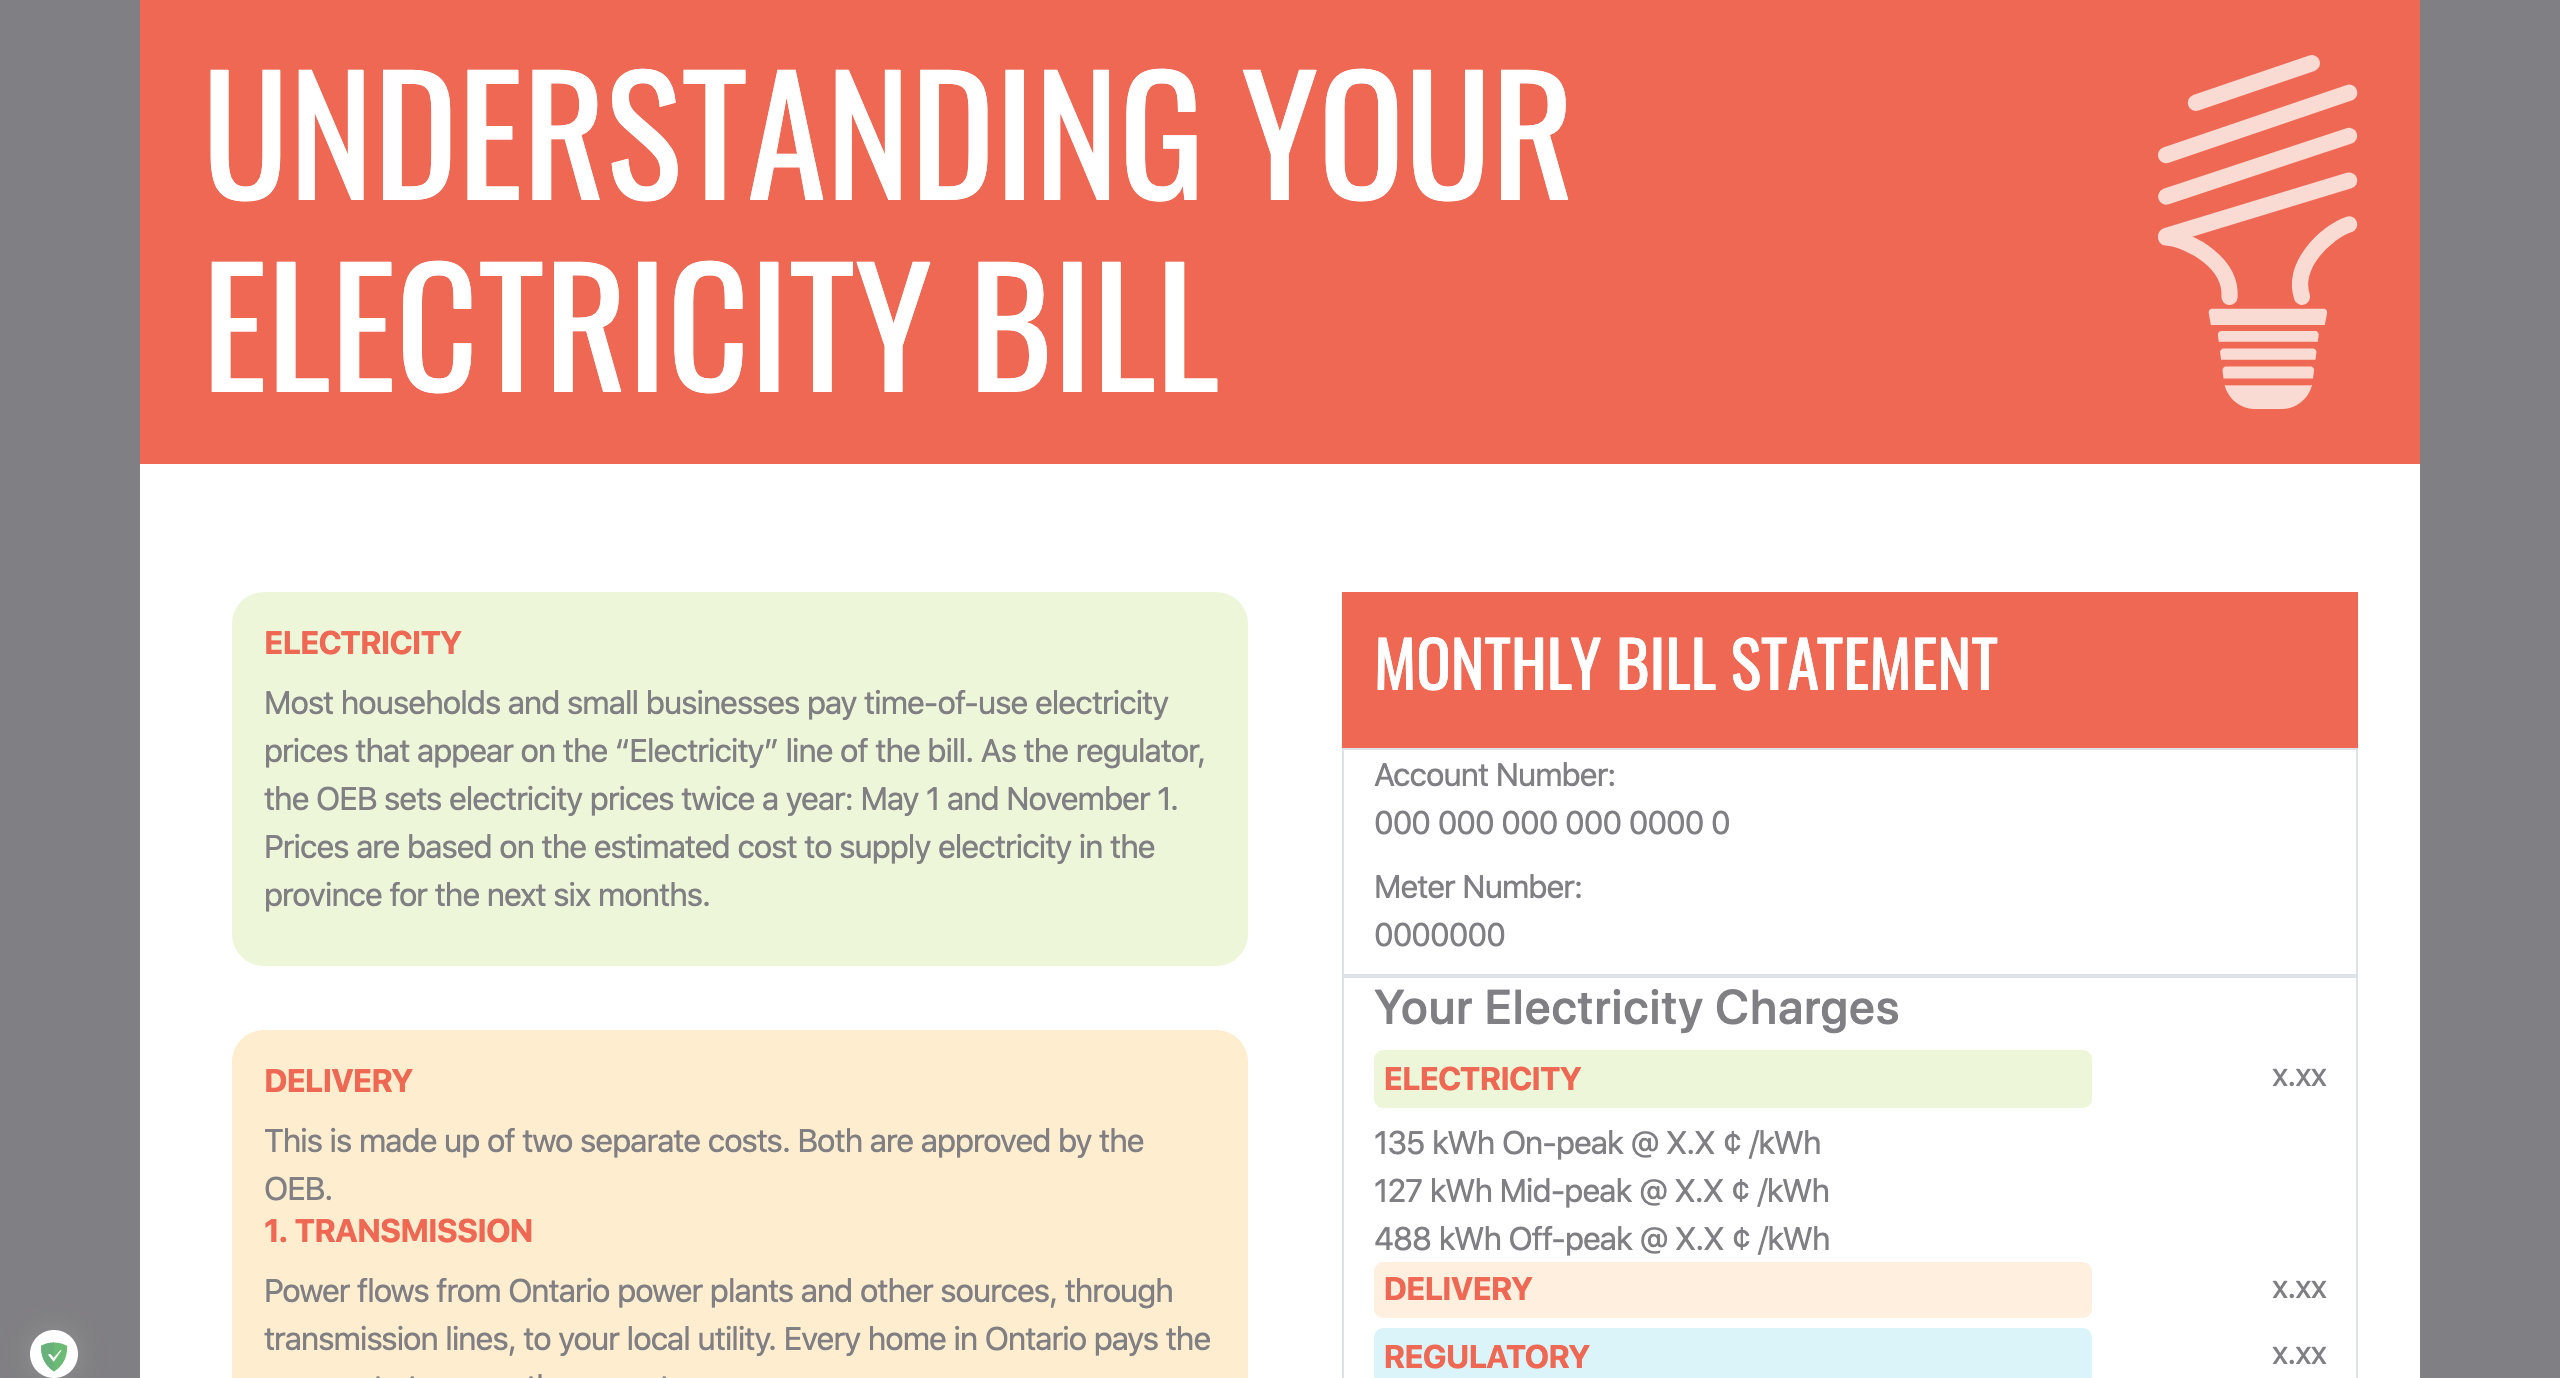 UNDERSTANDING YOUR
ELECTRICITY BILL
ELECTRICITY
Most households and small businesses pay time-of-use electricity
prices that appear on the “Electricity” line of the bill. As the regulator,
the OEB sets electricity prices twice a year: May 1 and November 1.
Prices are based on the estimated cost to supply electricity in the
province for the next six months.
DELIVERY
This is made up of two separate costs. Both are approved by the
OEB.
1. TRANSMISSION
Power flows from Ontario power plants and other sources, through
transmission lines, to your local utility. Every home in Ontario pays the
MONTHLY BILL STATEMENT
Account Number:
000 000 000 000 0000 0
Meter Number:
0000000
Your Electricity Charges
ELECTRICITY x.xx
135 kWh On-peak @ X.X ¢ /kWh
127 kWh Mid-peak @ X.X ¢ /kWh
488 kWh Off-peak @ X.X ¢ /kWh
DELIVERY x.xx
REGULATORY x.xx